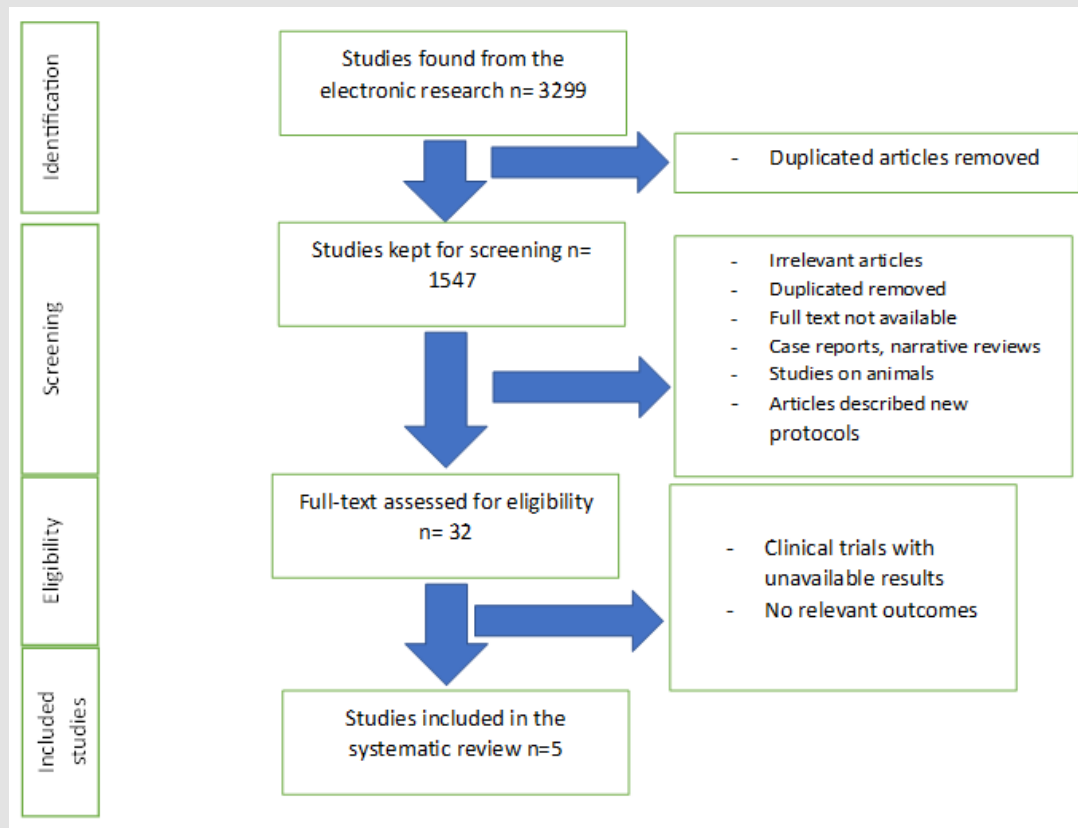 Identification
Studies found from the
electronic research n= 3299
- Duplicated articles removed
Screening
Studies kept for screening n=
1547
- Irrelevant articles
- Duplicated removed
- Full text not available
- Case reports, narrative reviews
- Studies on animals
- Articles described new
protocols
Eligibility
Full-text assessed for eligibility
n= 32
- Clinical trials with
unavailable results
- No relevant outcomes
Included
studies
Studies included in the
systematic review n=5